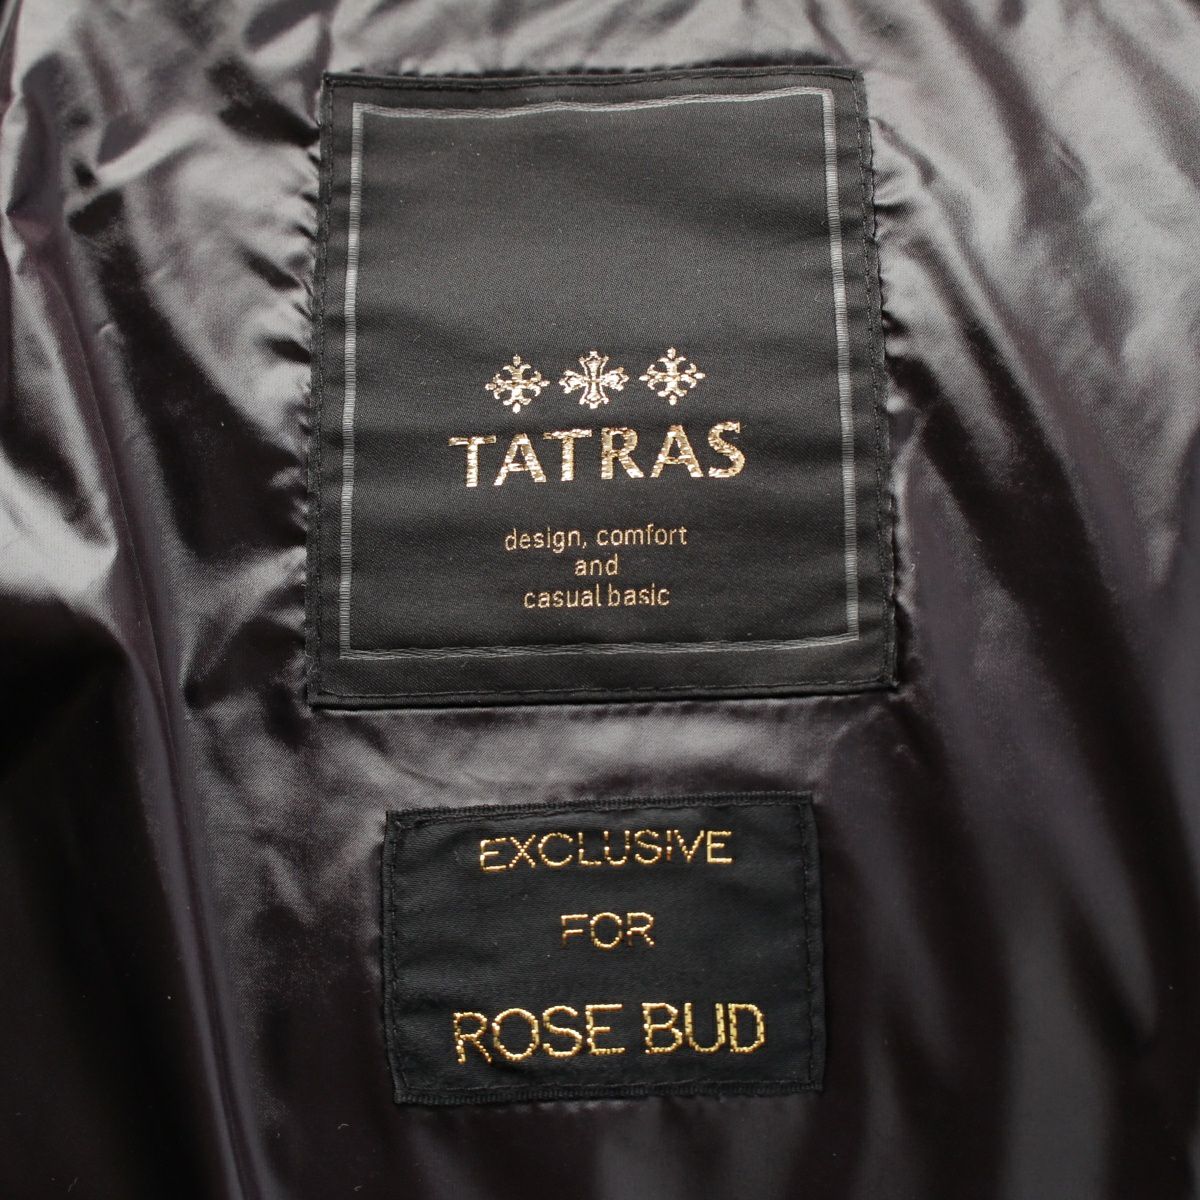 TATRAS
design, comfort
and
casual basic
EXCLUSIVE
FOR
ROSE BUD